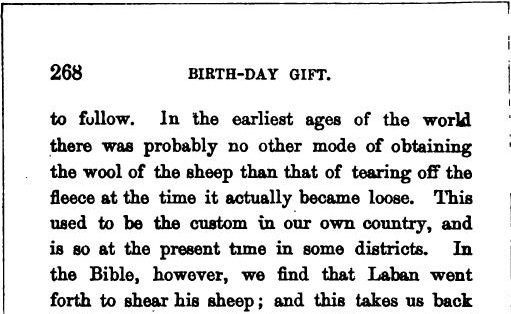 268 BIRTH-DAY GIFT.
to follow. In the earliest ages of the world
there was probably no other mode of obtaining
the wool of the sheep than that of tearing off the
fleece at the time it actually became loose. This
used to be the custom in our own country, and
is so at the present time in some districts. In
the Bible, however, we find that Laban went
forth to shear his sheep; and this takes us back